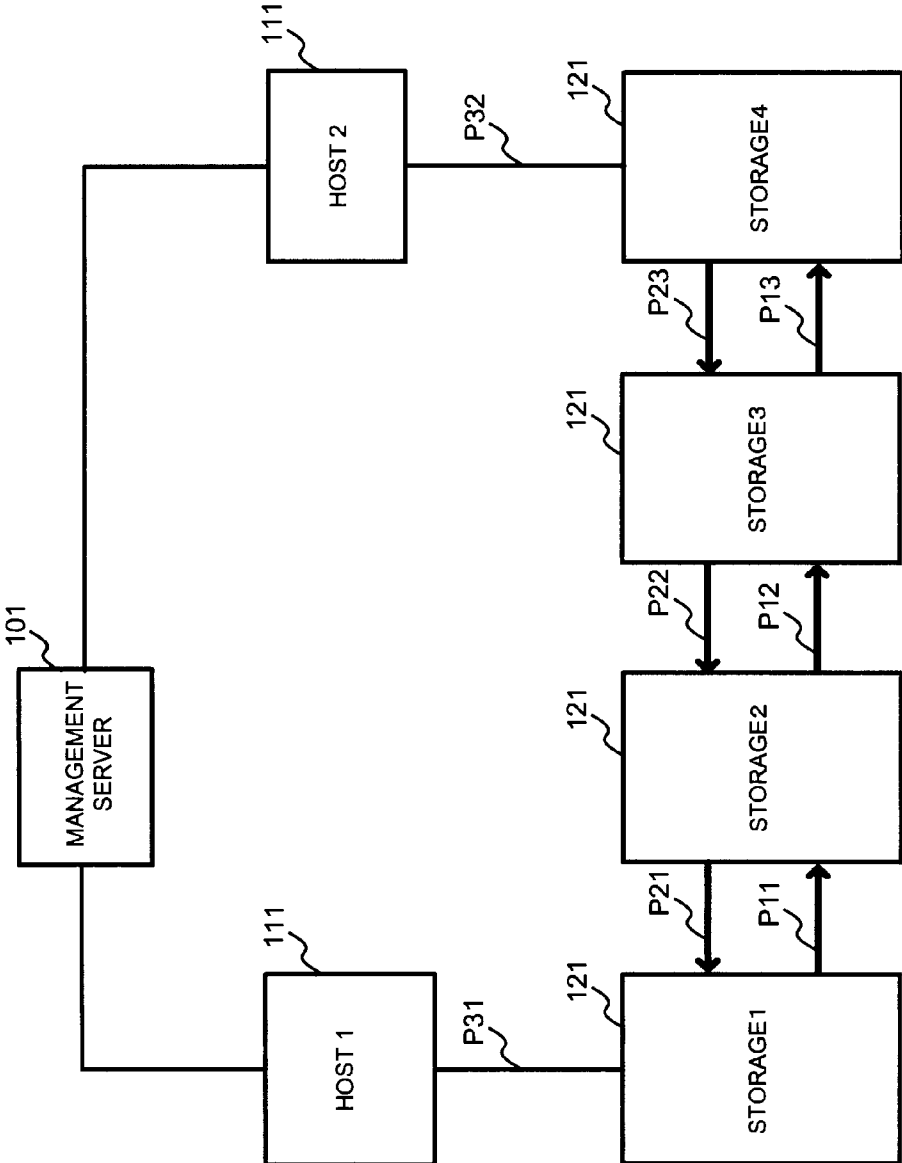 101
MANAGEMENT
SERVER
111
HOST 1
111
HOST 2
P31
P32
121
STORAGE1
P21
P11
121
STORAGE2
P22
P12
121
STORAGE3
P23
P13
121
STORAGE4